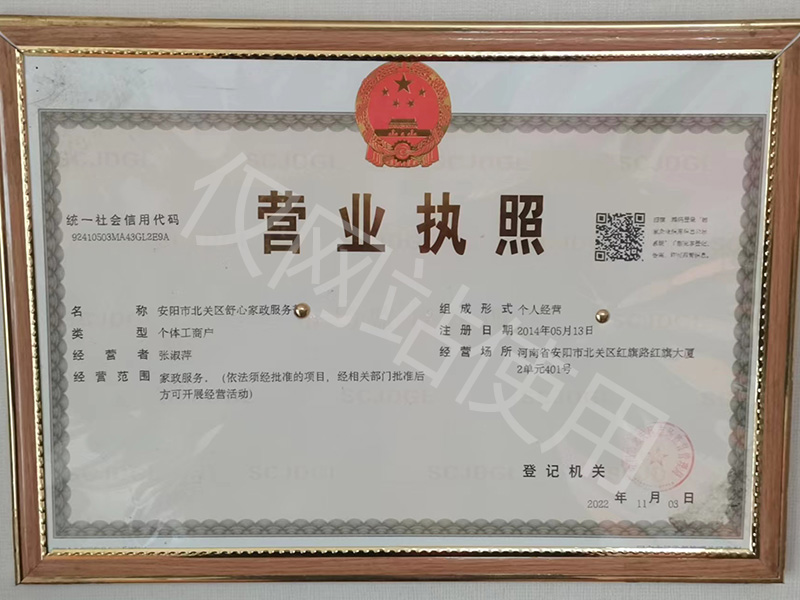 营业执照
统一社会信用代码
92410503MA43GL2E9A
名 称 安阳市北关区舒心家政服务
类 型 个体工商户
经 营 者 张淑萍
经 营 范 围 家政服务。(依法须经批准的项目，经相关部门批准后
方可开展经营活动)
组 成 形 式 个人经营
注 册 日 期 2014年05月13日
经 营 场 所 河南省安阳市北关区红旗路红旗大厦
2单元401号
登记机关
2022 年 11 月 03 日
仅网站使用